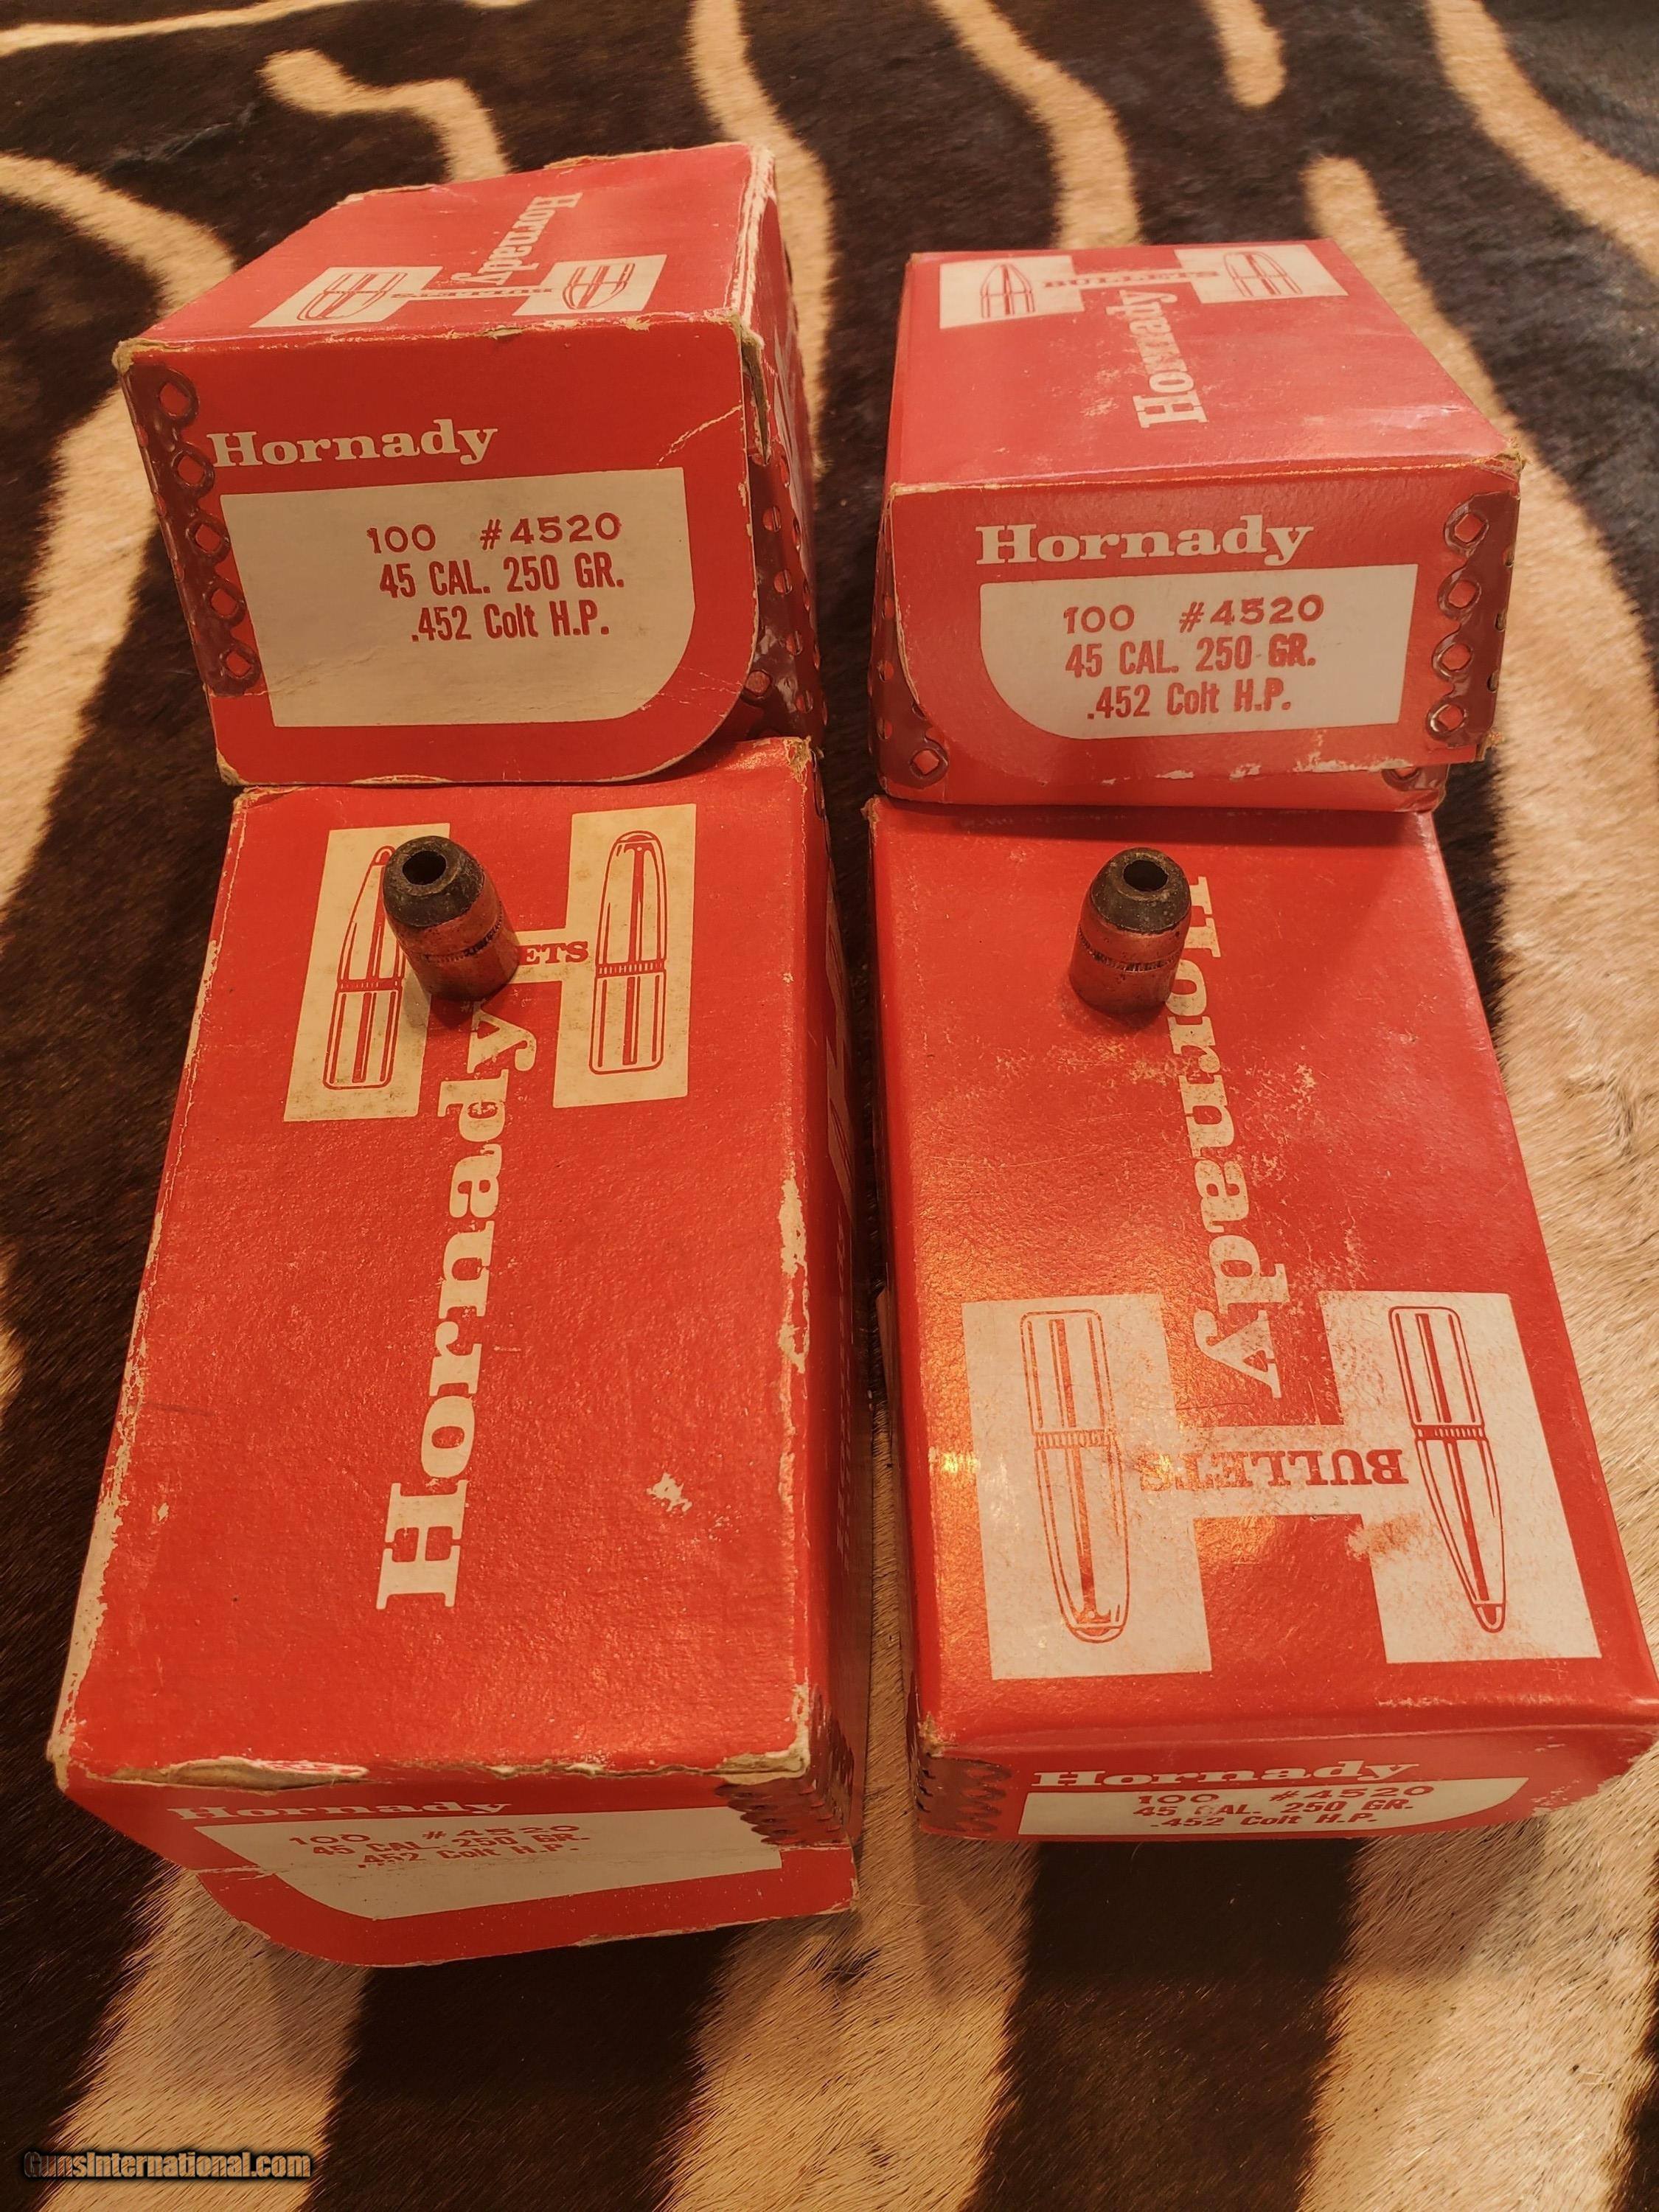 Hornady
BULLETS
Hornady
100 #4520
45 CAL. 250 GR.
.452 Colt H.P.
BULLETS
Hornady
Hornady
100 #4520
45 CAL. 250 GR.
.452 Colt H.P.
ETS
Hornady
Hornady
100 #4520
45 CAL. 250 GR.
.452 Colt H.P.
Hornady
BULLETS
Hornady
100 #4520
45 CAL. 250 GR.
.452 Colt H.P.
GunsInternational.com